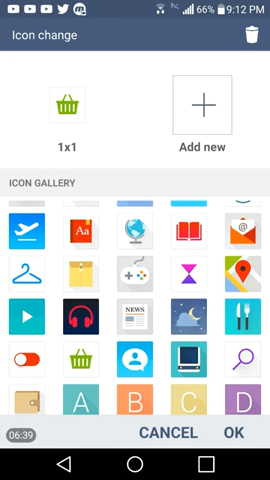 66% 9:12 PM
Icon change
1x1 Add new
ICON GALLERY
Aa
@
NEWS
A B C D
06:39 CANCEL OK